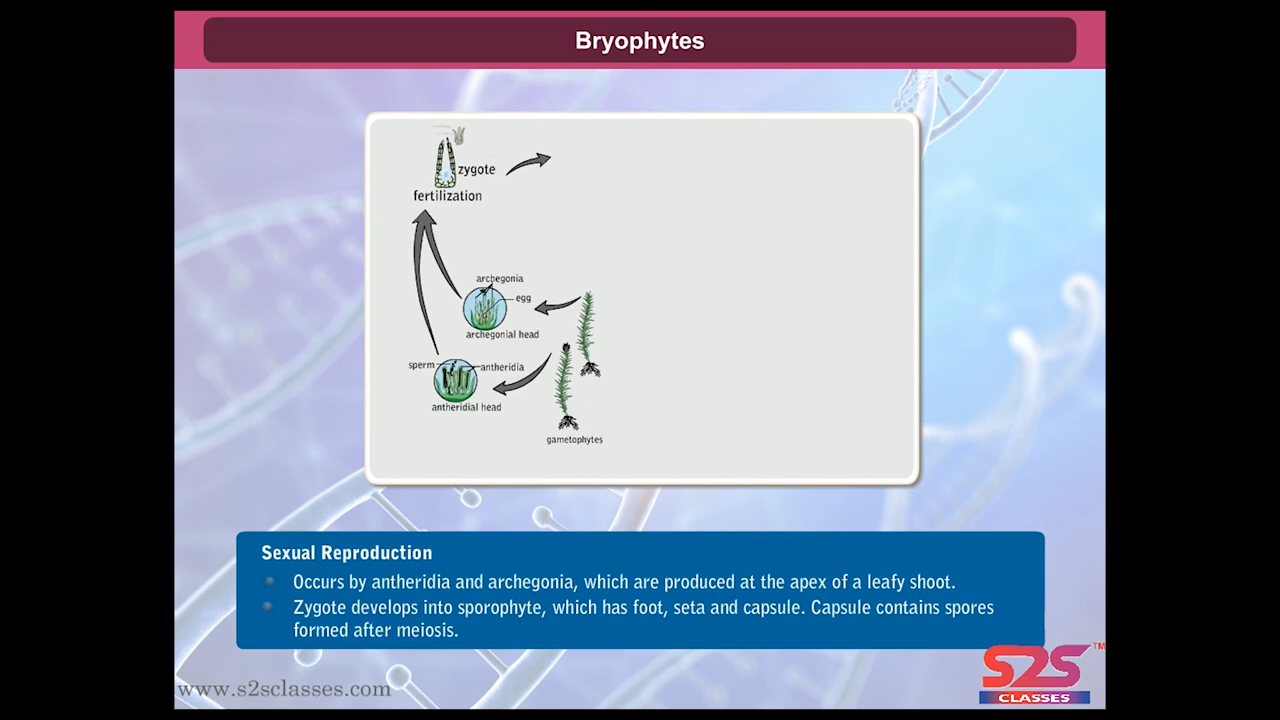 Bryophytes
zygote
fertilization
archegonia
egg
archegonial head
sperm
antheridia
antheridial head
gametophytes
Sexual Reproduction
Occurs by antheridia and archegonia, which are produced at the apex of a leafy shoot.
Zygote develops into sporophyte, which has foot, seta and capsule. Capsule contains spores
formed after meiosis.
www.s2sclasses.com
S2S TM
CLASSES